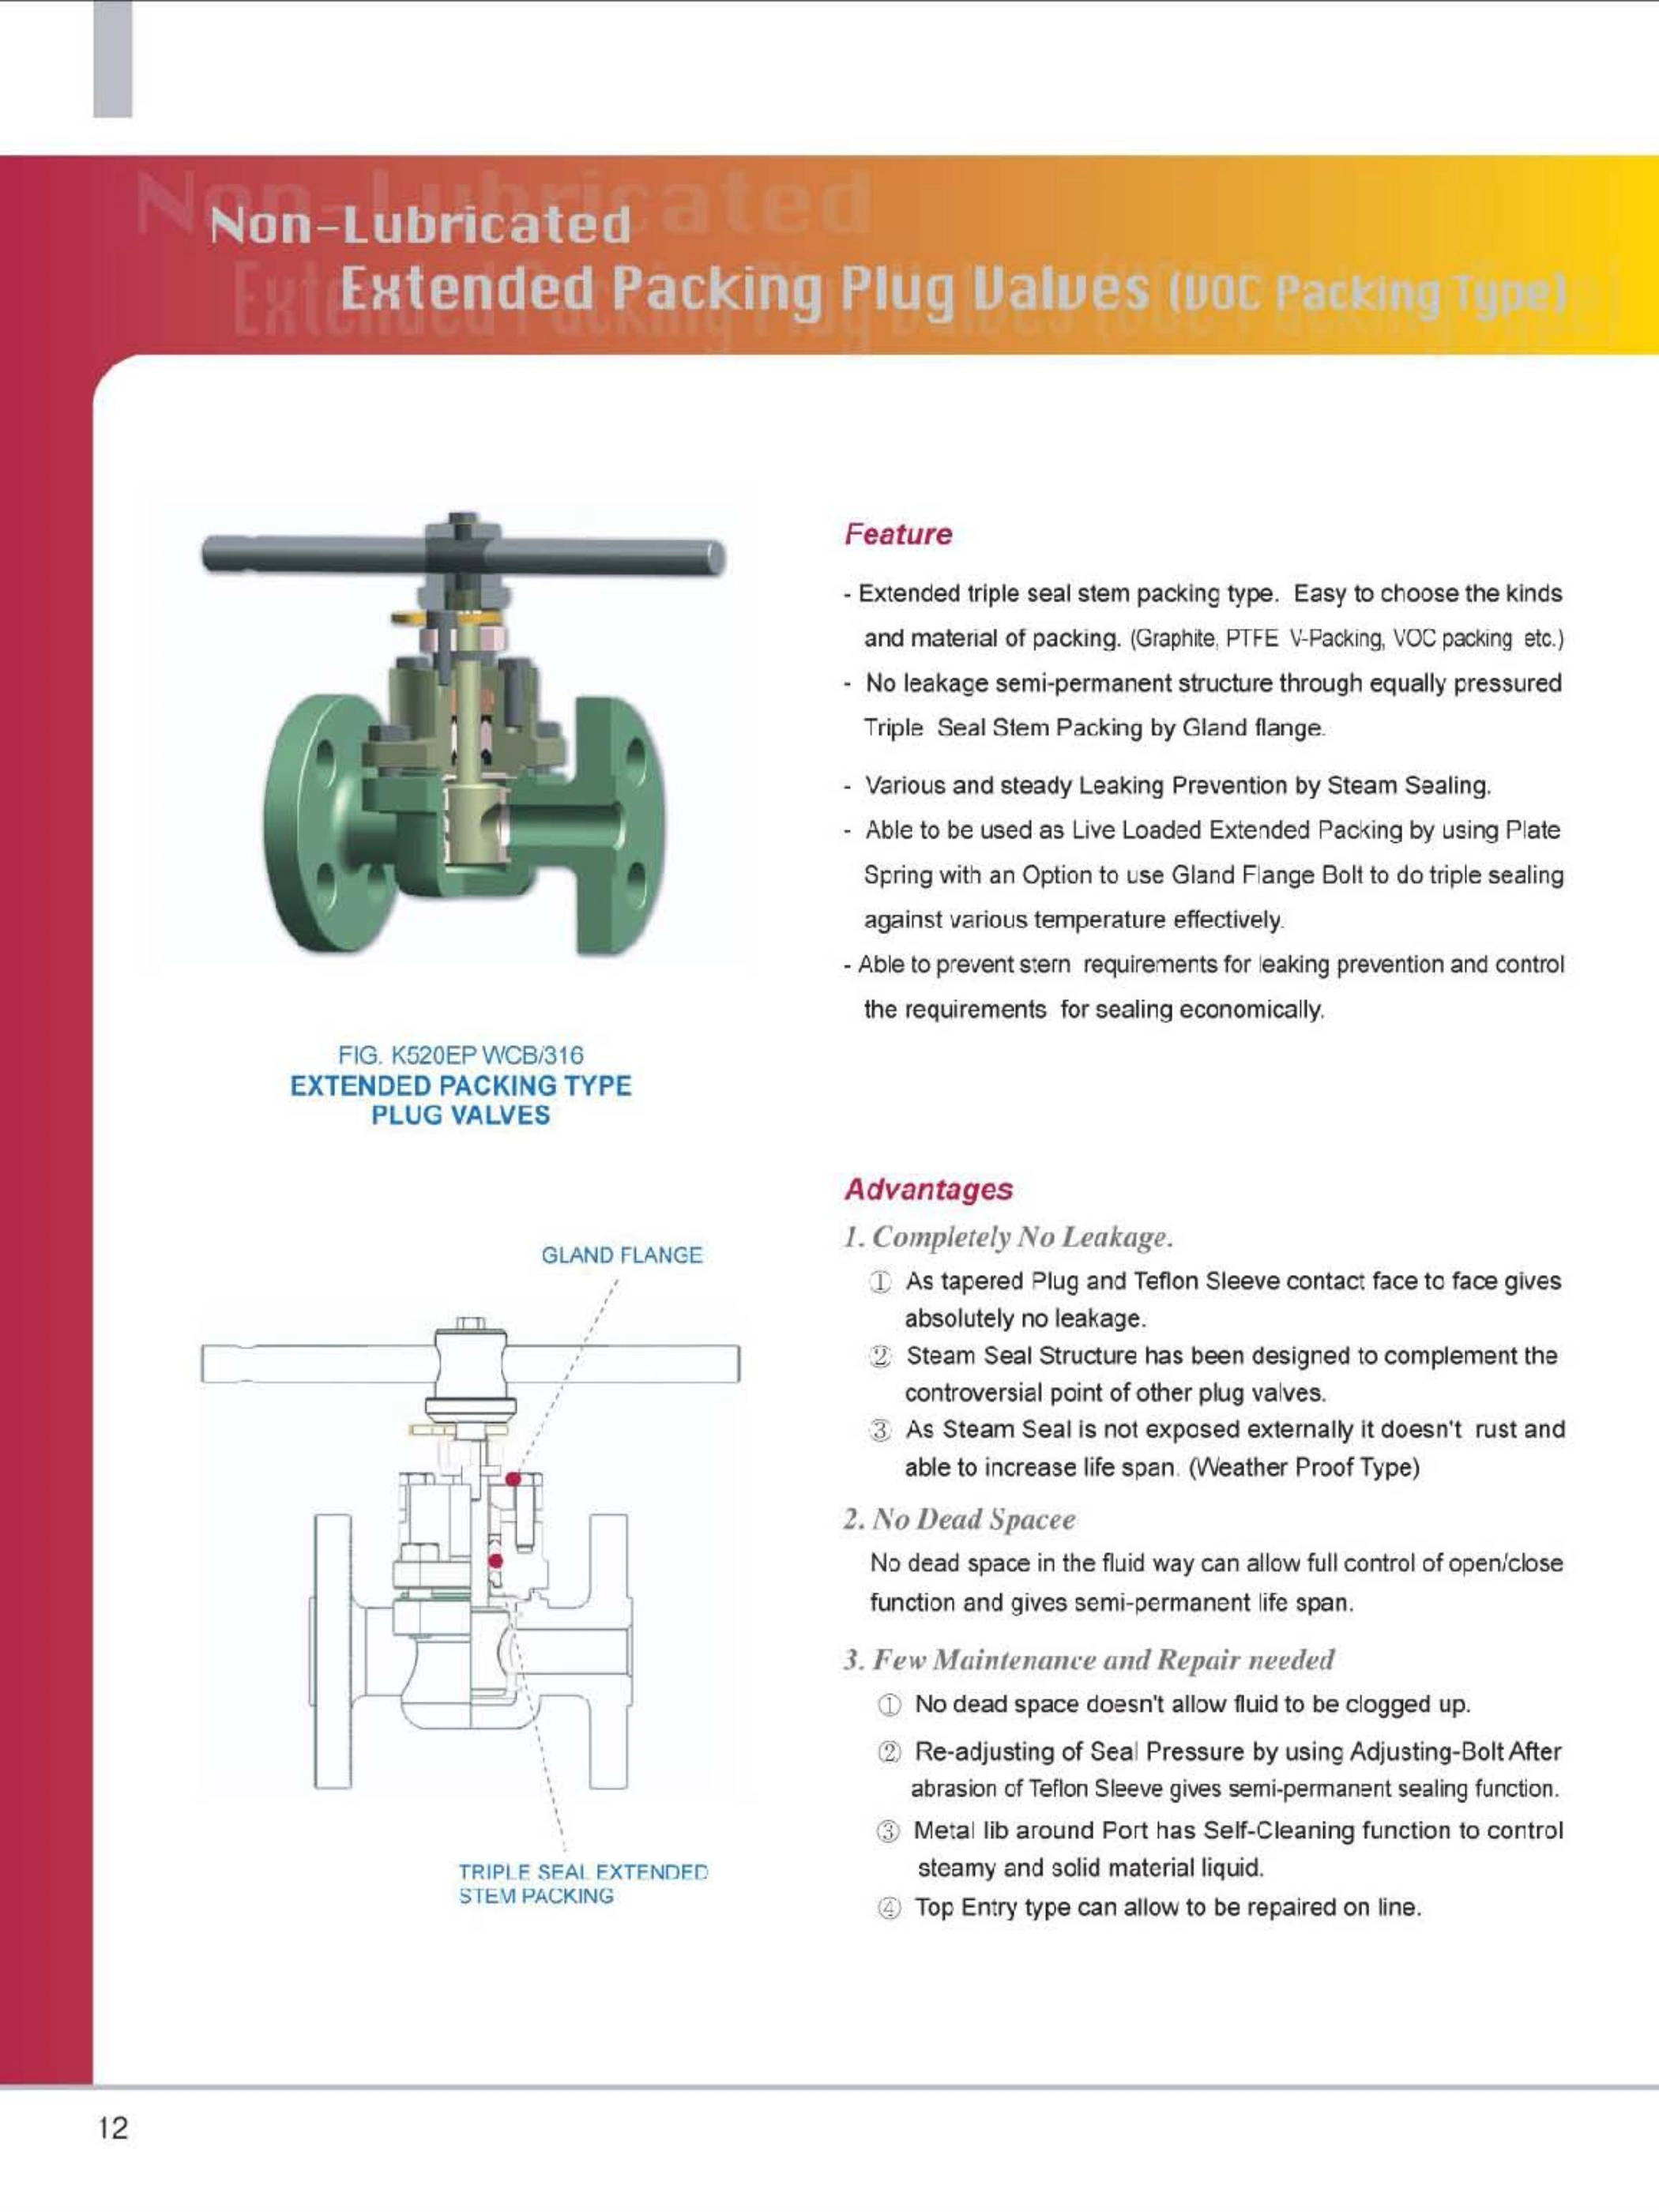 Non-Lubricated
Extended Packing Plug Valves (VOC Packing Type)
Feature
- Extended triple seal stem packing type. Easy to choose the kinds
and material of packing. (Graphite, PTFE V-Packing, VOC packing etc.)
- No leakage semi-permanent structure through equally pressured
Triple Seal Stem Packing by Gland flange.
- Various and steady Leaking Prevention by Steam Sealing.
- Able to be used as Live Loaded Extended Packing by using Plate
Spring with an Option to use Gland Flange Bolt to do triple sealing
against various temperature effectively.
- Able to prevent stern requirements for leaking prevention and control
the requirements for sealing economically.
FIG. K520EP WCB/316
EXTENDED PACKING TYPE
PLUG VALVES
Advantages
1. Completely No Leakage.
① As tapered Plug and Teflon Sleeve contact face to face gives
absolutely no leakage.
② Steam Seal Structure has been designed to complement the
controversial point of other plug valves.
③ As Steam Seal is not exposed externally it doesn't rust and
able to increase life span. (Weather Proof Type)
2. No Dead Spacee
No dead space in the fluid way can allow full control of open/close
function and gives semi-permanent life span.
3. Few Maintenance and Repair needed
① No dead space doesn't allow fluid to be clogged up.
② Re-adjusting of Seal Pressure by using Adjusting-Bolt After
abrasion of Teflon Sleeve gives semi-permanent sealing function.
③ Metal lib around Port has Self-Cleaning function to control
steamy and solid material liquid.
④ Top Entry type can allow to be repaired on line.
GLAND FLANGE
TRIPLE SEAL EXTENDED
STEM PACKING
12